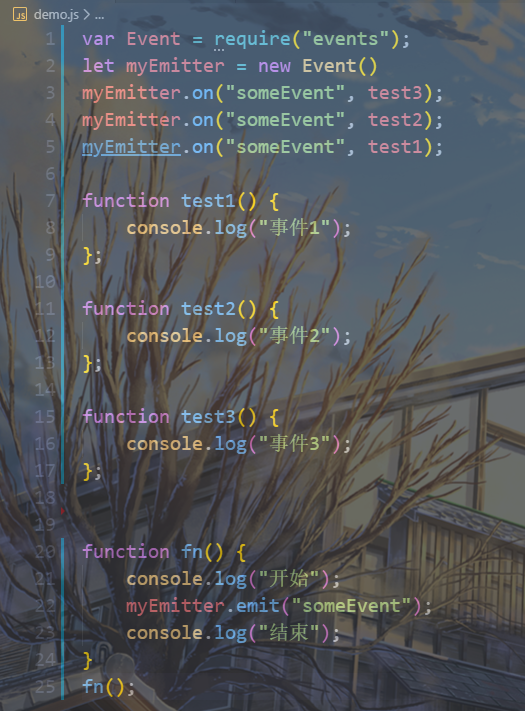 JS demo.js > ...
1 var Event = require("events");
2 let myEmitter = new Event()
3 myEmitter.on("someEvent", test3);
4 myEmitter.on("someEvent", test2);
5 myEmitter.on("someEvent", test1);
6
7 function test1() {
8 console.log("事件1");
9 };
10
11 function test2() {
12 console.log("事件2");
13 };
14
15 function test3() {
16 console.log("事件3");
17 };
18
19
20 function fn() {
21 console.log("开始");
22 myEmitter.emit("someEvent");
23 console.log("结束");
24 }
25 fn();